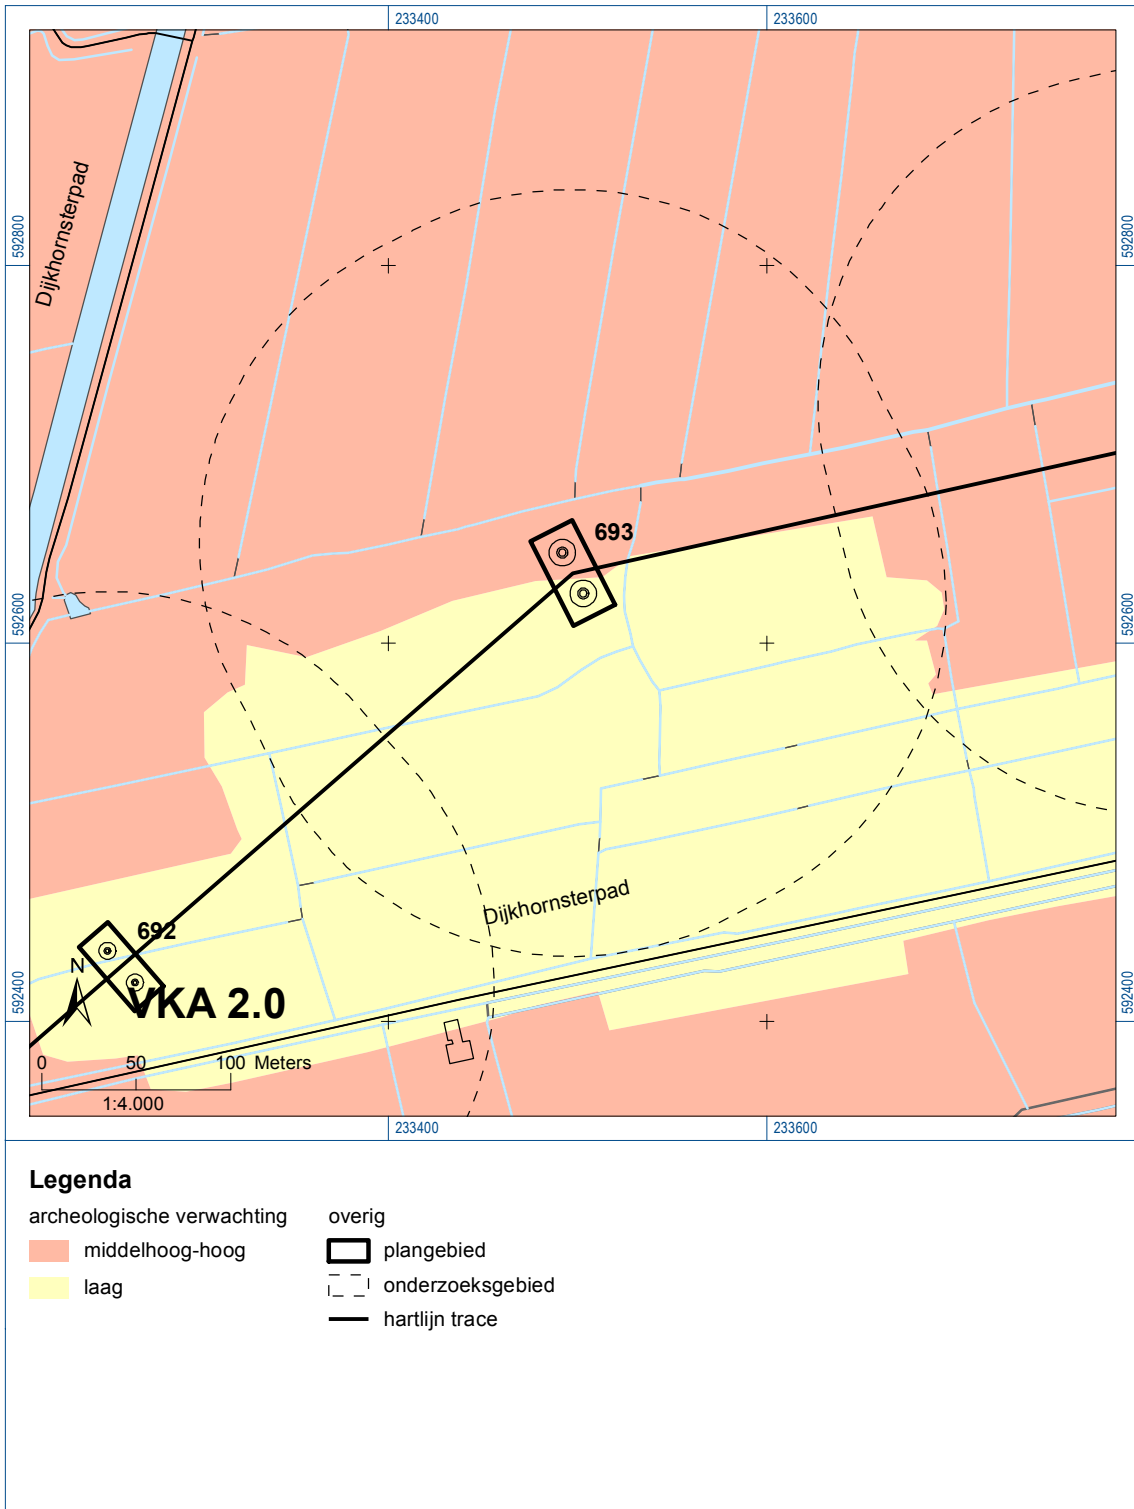 233400
233600
592800
592800
Dijkhornsterpad
693
592600
592600
Dijkhornsterpad
692
N
VKA 2.0
592400
592400
0 50 100 Meters
1:4.000
233400
233600
Legenda
archeologische verwachting
middelhoog-hoog
laag
overig
plangebied
onderzoeksgebied
hartlijn trace